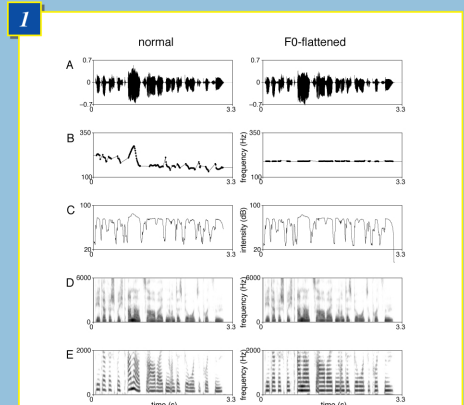 1
normal F0-flattened
A 0.7 0.7
0 0
−0.7 −0.7
0 3.3 0 3.3
B 350 350
frequency (Hz)
100 100
0 3.3 0 3.3
C 100 100
intensity (dB)
20 20
0 3.3 0 3.3
D 6000 6000
frequency (Hz)
0 0
0 3.3 0 3.3
E 2000 2000
frequency (Hz)
0 3.3 0 3.3
time (s) time (s)